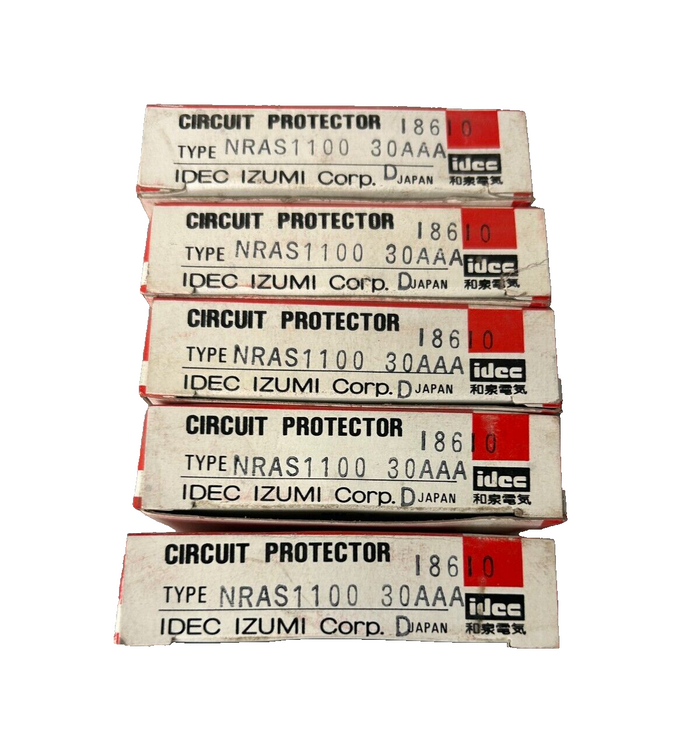 CIRCUIT PROTECTOR 18610
TYPE NRAS1100 30AAA idec
IDEC IZUMI Corp. D JAPAN 和泉電気
CIRCUIT PROTECTOR 18610
TYPE NRAS1100 30AAA idec
IDEC IZUMI Corp. D JAPAN 和泉電気
CIRCUIT PROTECTOR 18610
TYPE NRAS1100 30AAA idec
IDEC IZUMI Corp. D JAPAN 和泉電気
CIRCUIT PROTECTOR 18610
TYPE NRAS1100 30AAA idec
IDEC IZUMI Corp. D JAPAN 和泉電気
CIRCUIT PROTECTOR 18610
TYPE NRAS1100 30AAA idec
IDEC IZUMI Corp. D JAPAN 和泉電気